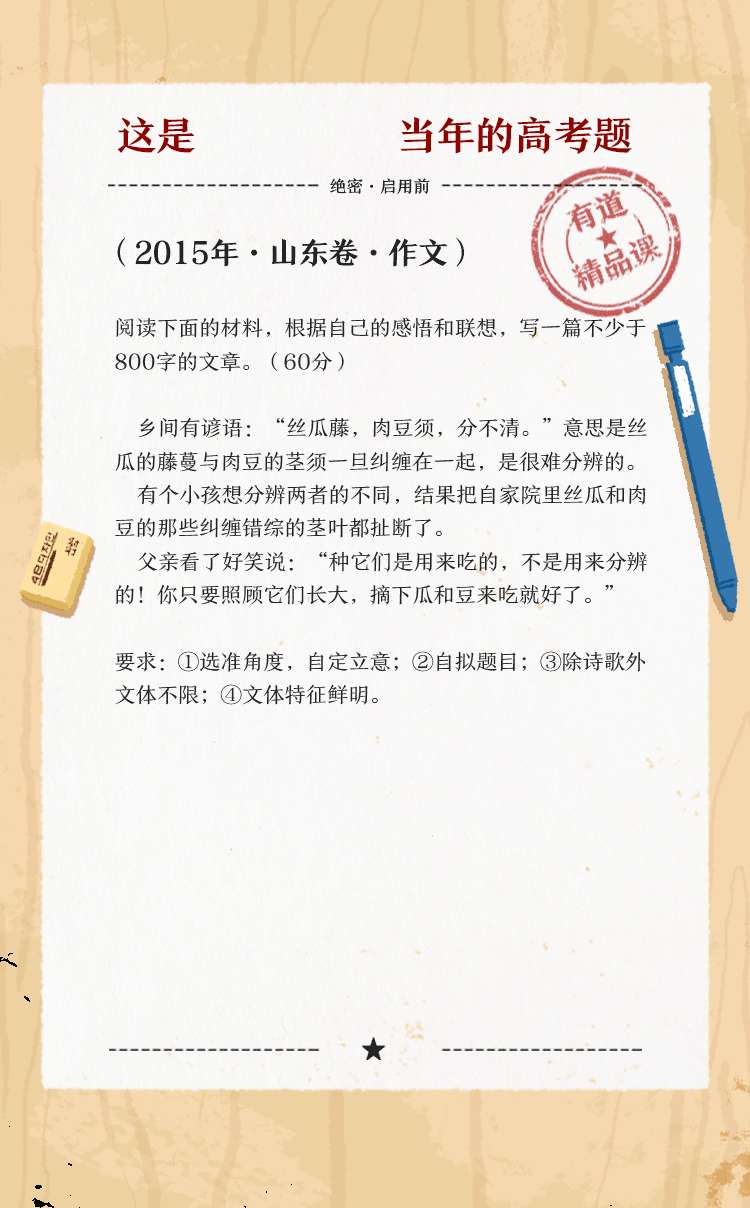 这是 当年的高考题
绝密·启用前
有道
精品课
（2015年·山东卷·作文）
阅读下面的材料，根据自己的感悟和联想，写一篇不少于
800字的文章。（60分）
乡间有谚语：“丝瓜藤，肉豆须，分不清。”意思是丝
瓜的藤蔓与肉豆的茎须一旦纠缠在一起，是很难分辨的。
有个小孩想分辨两者的不同，结果把自家院里丝瓜和肉
豆的那些纠缠错综的茎叶都扯断了。
父亲看了好笑说：“种它们是用来吃的，不是用来分辨
的！你只要照顾它们长大，摘下瓜和豆来吃就好了。”
要求：①选准角度，自定立意；②自拟题目；③除诗歌外
文体不限；④文体特征鲜明。